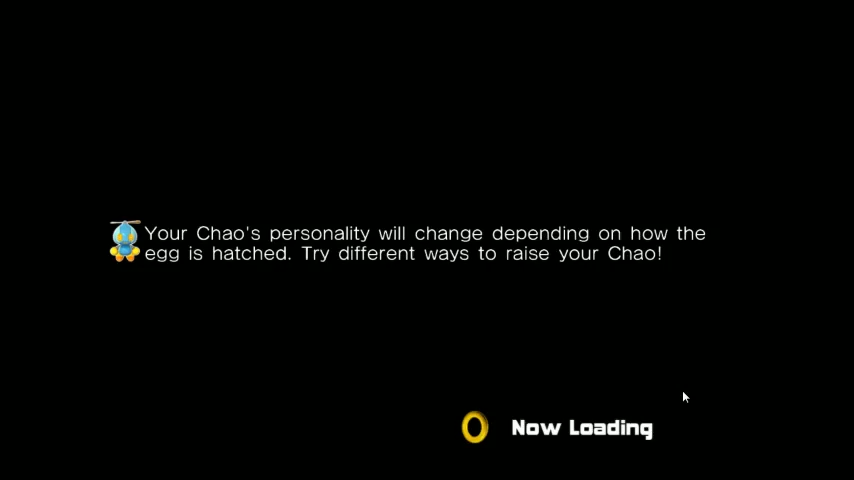 Your Chao's personality will change depending on how the
egg is hatched. Try different ways to raise your Chao!
Now Loading